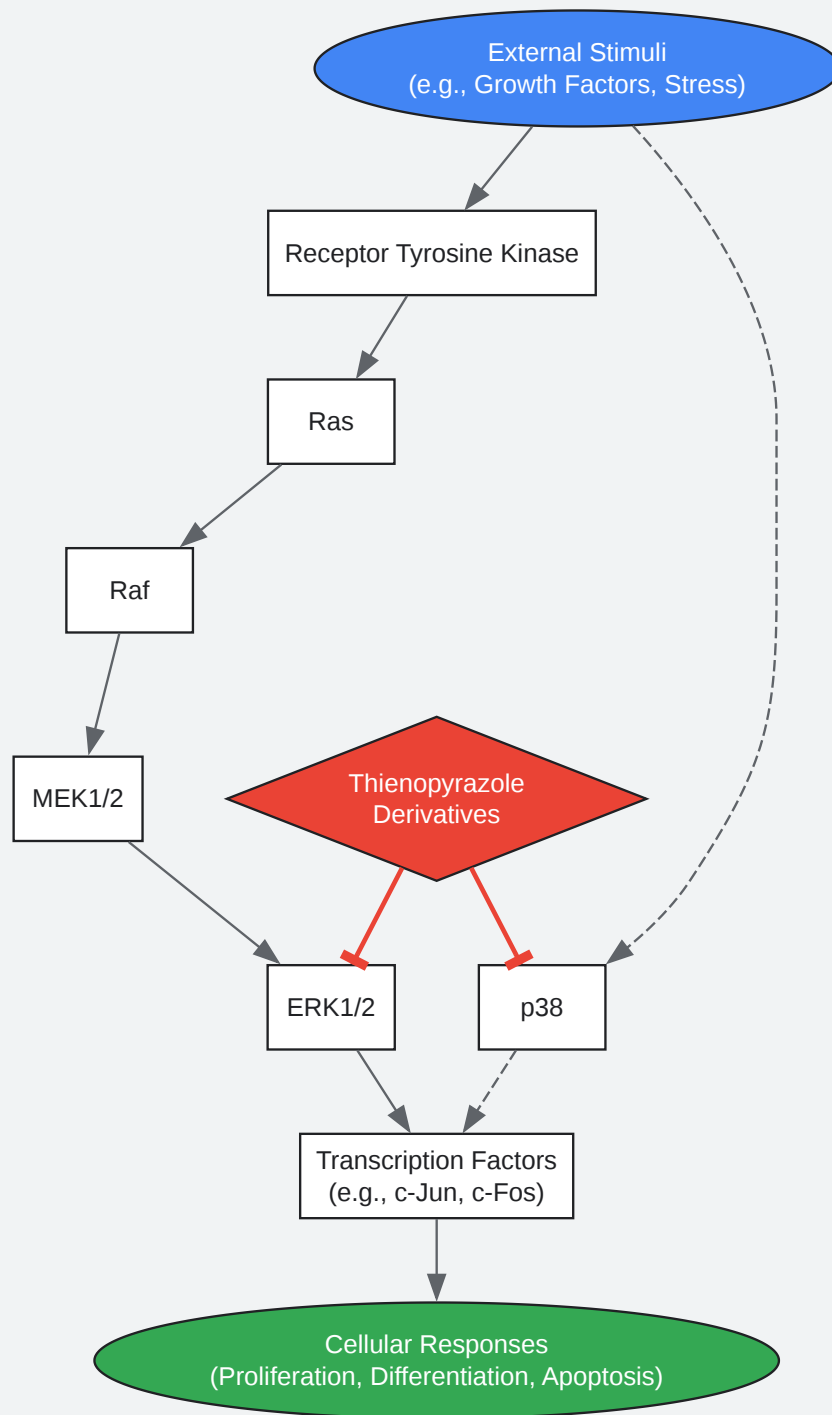 External Stimuli
(e.g., Growth Factors, Stress)
Receptor Tyrosine Kinase
Ras
Raf
MEK1/2
Thienopyrazole
Derivatives
ERK1/2
p38
Transcription Factors
(e.g., c-Jun, c-Fos)
Cellular Responses
(Proliferation, Differentiation, Apoptosis)